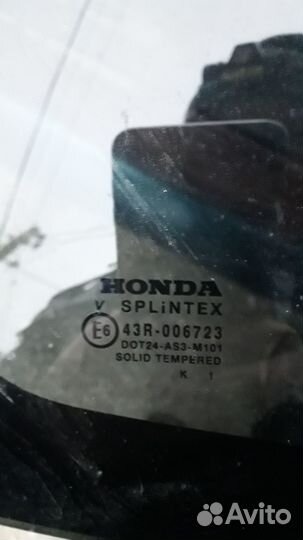 HONDA
V SPLiNTEX
E6 43R-006723
DOT24-AS3-M101
SOLID TEMPERED
K 1
Avito